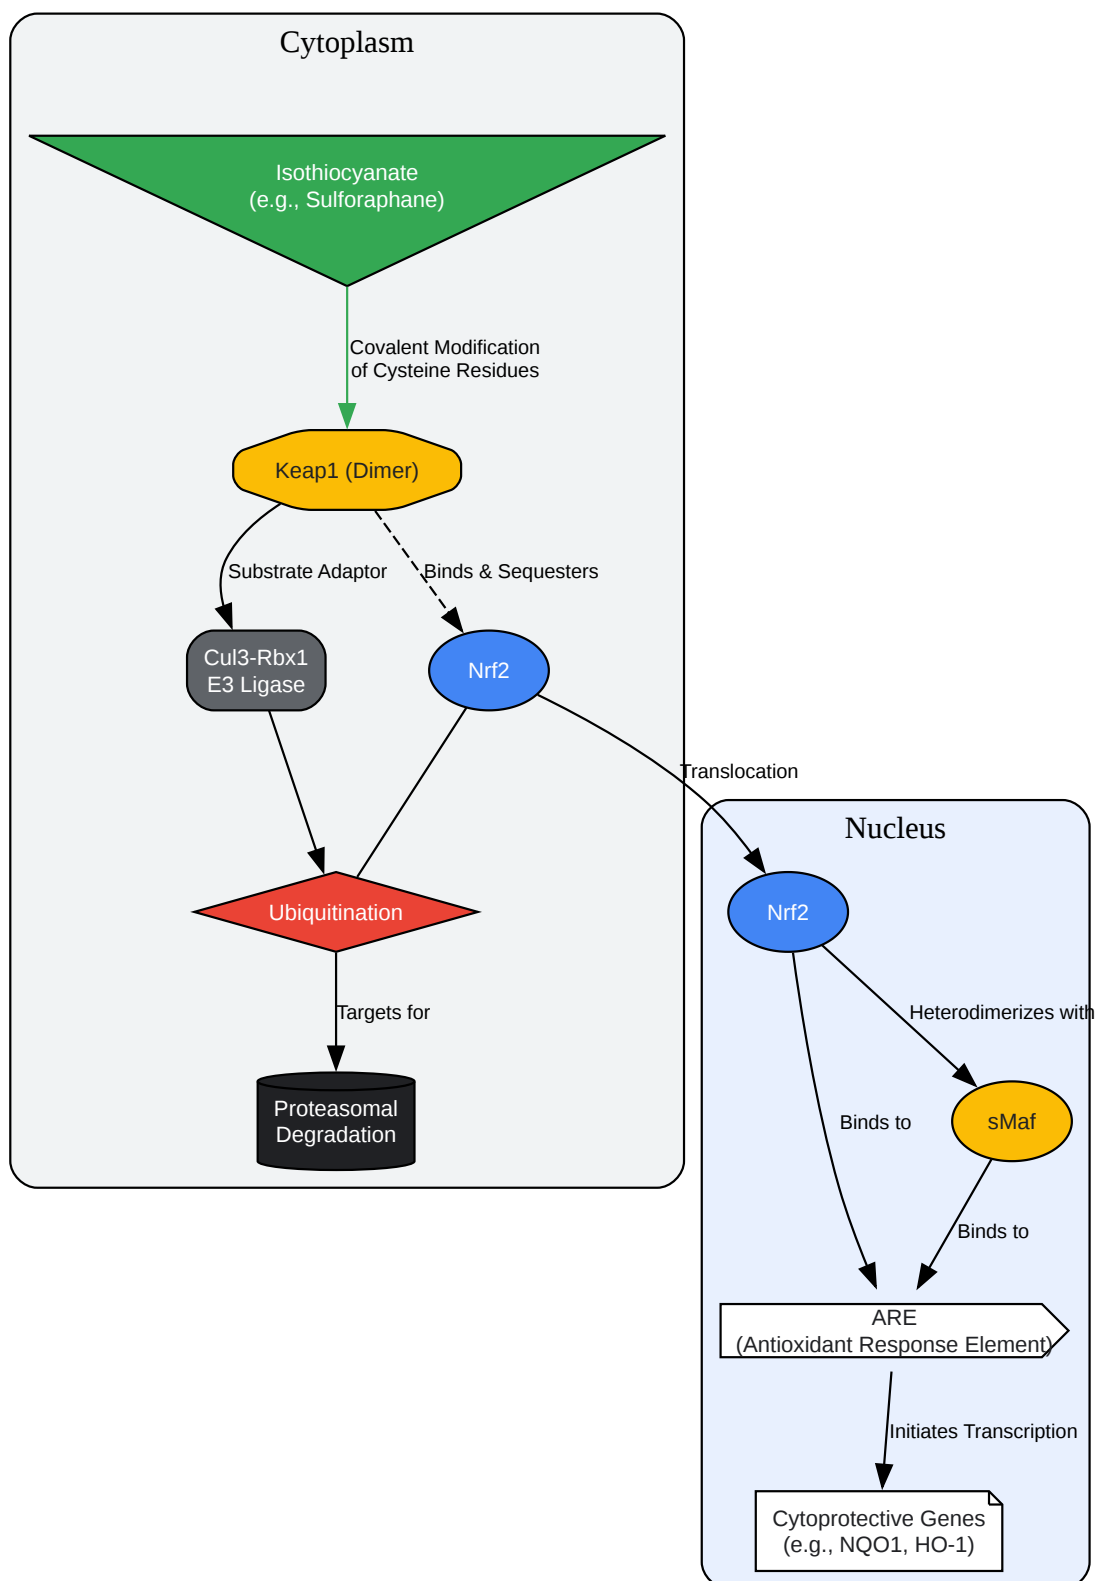 Cytoplasm
Isothiocyanate
(e.g., Sulforaphane)
Covalent Modification
of Cysteine Residues
Keap1 (Dimer)
Substrate Adaptor
Binds & Sequesters
Cul3-Rbx1
E3 Ligase
Nrf2
Translocation
Nucleus
Ubiquitination
Nrf2
Targets for
Heterodimerizes with
Proteasomal
Degradation
Binds to
sMaf
Binds to
ARE
(Antioxidant Response Element)
Initiates Transcription
Cytoprotective Genes
(e.g., NQO1, HO-1)